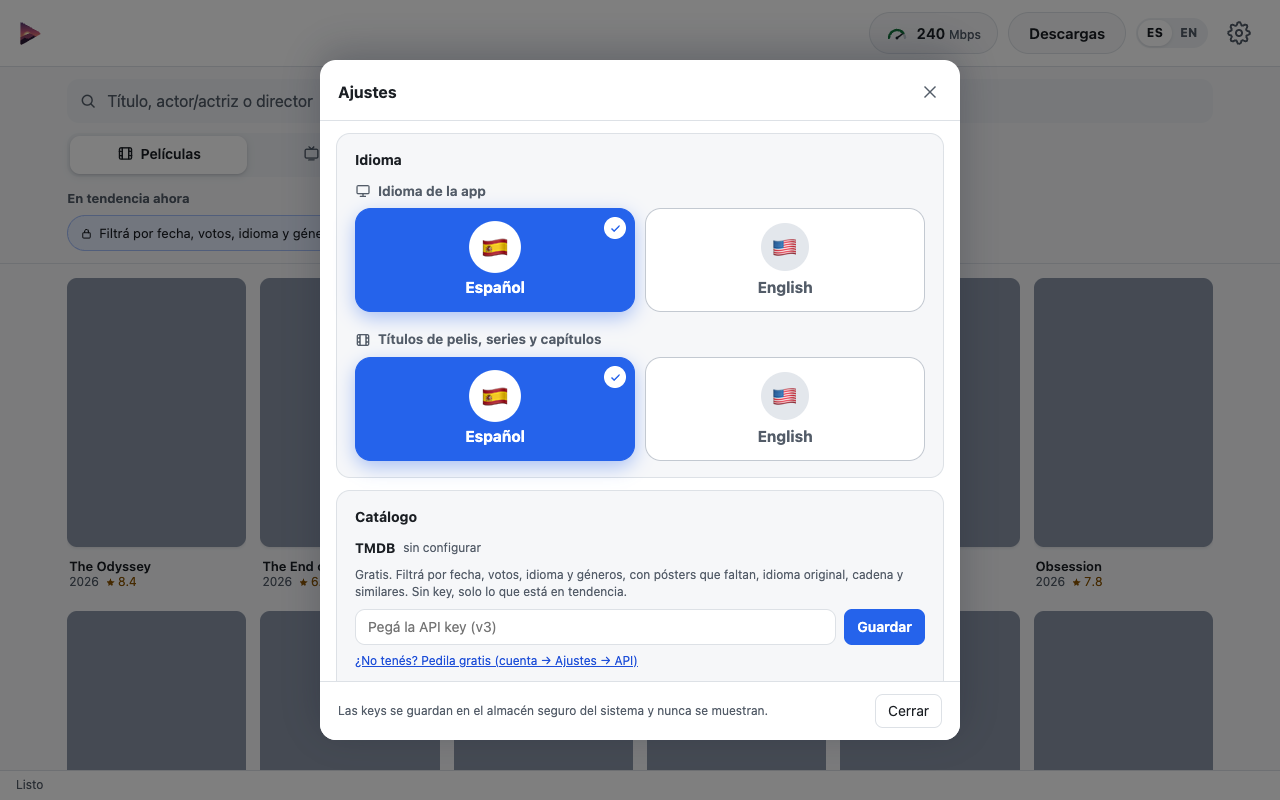 240 Mbps
Descargas
ES EN
Título, actor/actriz o director
Películas
En tendencia ahora
Filtrá por fecha, votos, idioma y géne
Ajustes
Idioma
Idioma de la app
Español
English
Títulos de pelis, series y capítulos
Español
English
Catálogo
TMDB sin configurar
Gratis. Filtrá por fecha, votos, idioma y géneros, con pósters que faltan, idioma original, cadena y
similares. Sin key, solo lo que está en tendencia.
Pegá la API key (v3)
Guardar
¿No tenés? Pedila gratis (cuenta → Ajustes → API)
Las keys se guardan en el almacén seguro del sistema y nunca se muestran.
Cerrar
The Odyssey
2026 ★ 8.4
The End
2026 ★ 6.
Obsession
2026 ★ 7.8
Listo